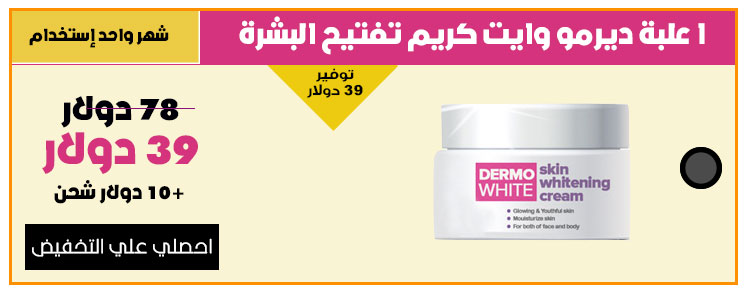 1 علبة ديرمو وايت كريم تفتيح البشرة
شهر واحد إستخدام
توفير
39 دولار
78 دولار
39 دولار
+10 دولار شحن
احصلي علي التخفيض
DERMO
WHITE
skin
whitening
cream
Glowing & Youthful skin
Mouisturize skin
For both of face and body